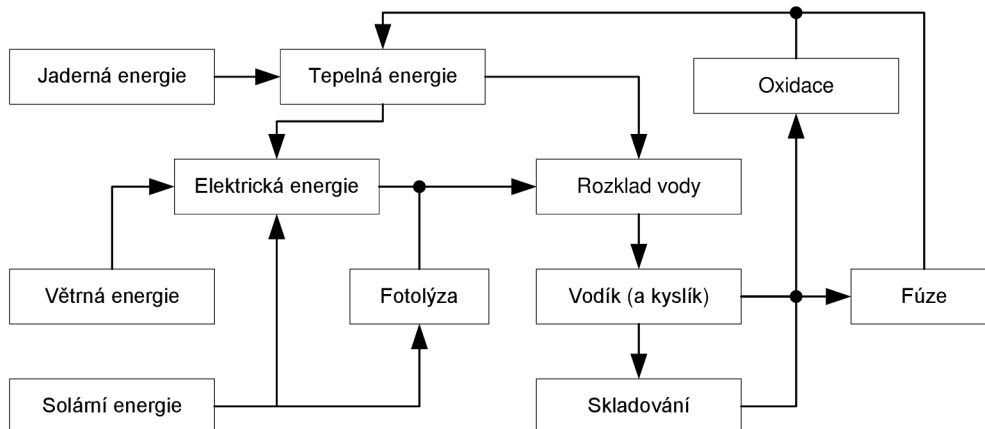 Jaderná energie
Tepelná energie
Oxidace
Elektrická energie
Rozklad vody
Větrná energie
Fotolýza
Vodík (a kyslík)
Fúze
Solární energie
Skladování